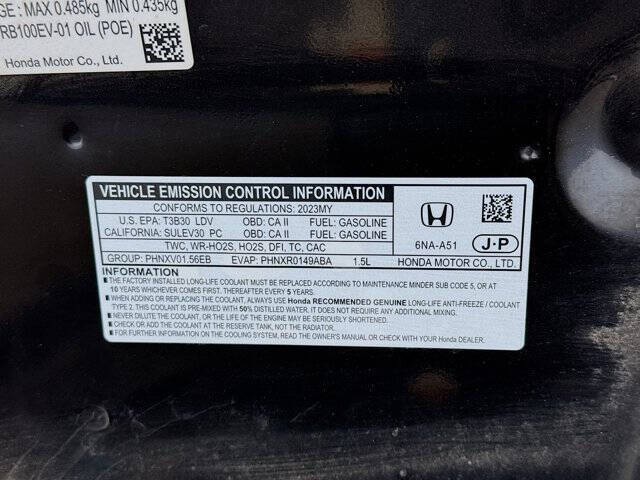 GE : MAX 0.485kg MIN 0.435kg
RB100EV-01 OIL (POE)
Honda Motor Co., Ltd.
VEHICLE EMISSION CONTROL INFORMATION
CONFORMS TO REGULATIONS: 2023MY
U.S. EPA: T3B30 LDV OBD: CA II FUEL: GASOLINE
CALIFORNIA: SULEV30 PC OBD: CA II FUEL: GASOLINE
TWC, WR-HO2S, HO2S, DFI, TC, CAC
GROUP: PHNXV01.56EB EVAP: PHNXR0149ABA 1.5L
6NA-A51 J·P
HONDA MOTOR CO., LTD.
INFORMATION
■ THE FACTORY INSTALLED LONG-LIFE COOLANT MUST BE REPLACED ACCORDING TO MAINTENANCE MINDER SUB CODE 5, OR AT
10 YEARS WHICHEVER COMES FIRST. THEREAFTER EVERY 5 YEARS.
■ WHEN ADDING OR REPLACING THE COOLANT, ALWAYS USE Honda RECOMMENDED GENUINE LONG-LIFE ANTI-FREEZE / COOLANT
TYPE 2. THIS COOLANT IS PRE-MIXED WITH 50% DISTILLED WATER. IT DOES NOT REQUIRE ANY ADDITIONAL MIXING.
■ NEVER DILUTE THE COOLANT, OR THE LIFE OF THE ENGINE MAY BE SERIOUSLY SHORTENED.
■ CHECK OR ADD COOLANT AT THE RESERVE TANK, NOT THE RADIATOR.
■ FOR FURTHER INFORMATION ON THE COOLING SYSTEM, READ THE OWNER'S MANUAL OR CHECK WITH YOUR Honda DEALER.